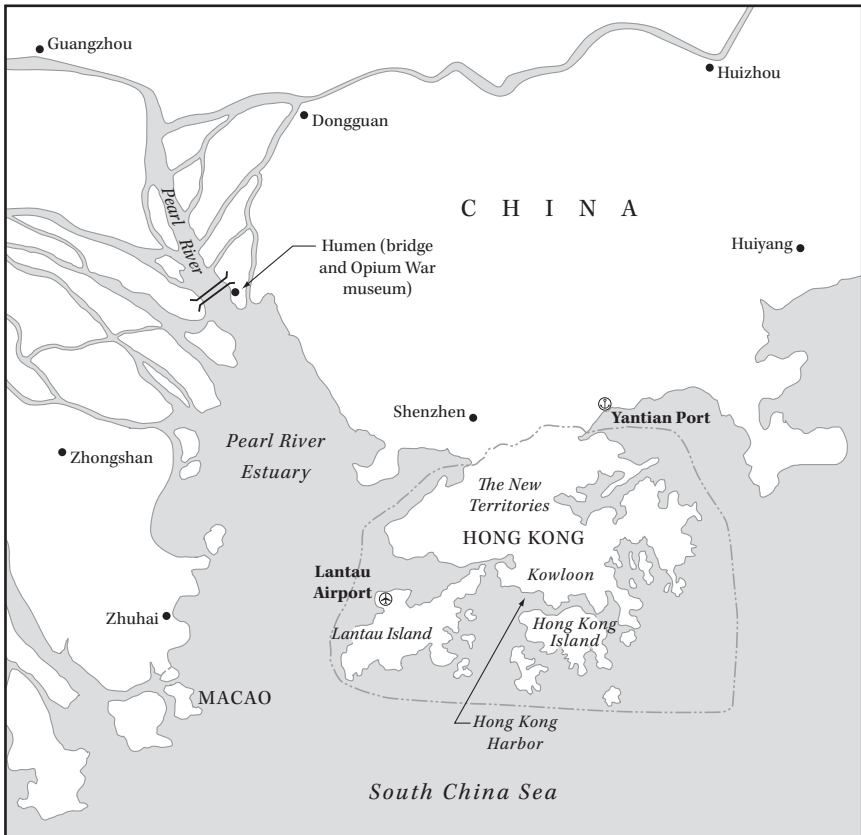 Guangzhou
Huizhou
Dongguan
Pearl River
C H I N A
Huiyang
Humen (bridge
and Opium War
museum)
Shenzhen
Yantian Port
Pearl River
Estuary
Zhongshan
The New
Territories
HONG KONG
Lantau
Airport
Kowloon
Zhuhai
Lantau Island
Hong Kong
Island
MACAO
Hong Kong
Harbor
South China Sea